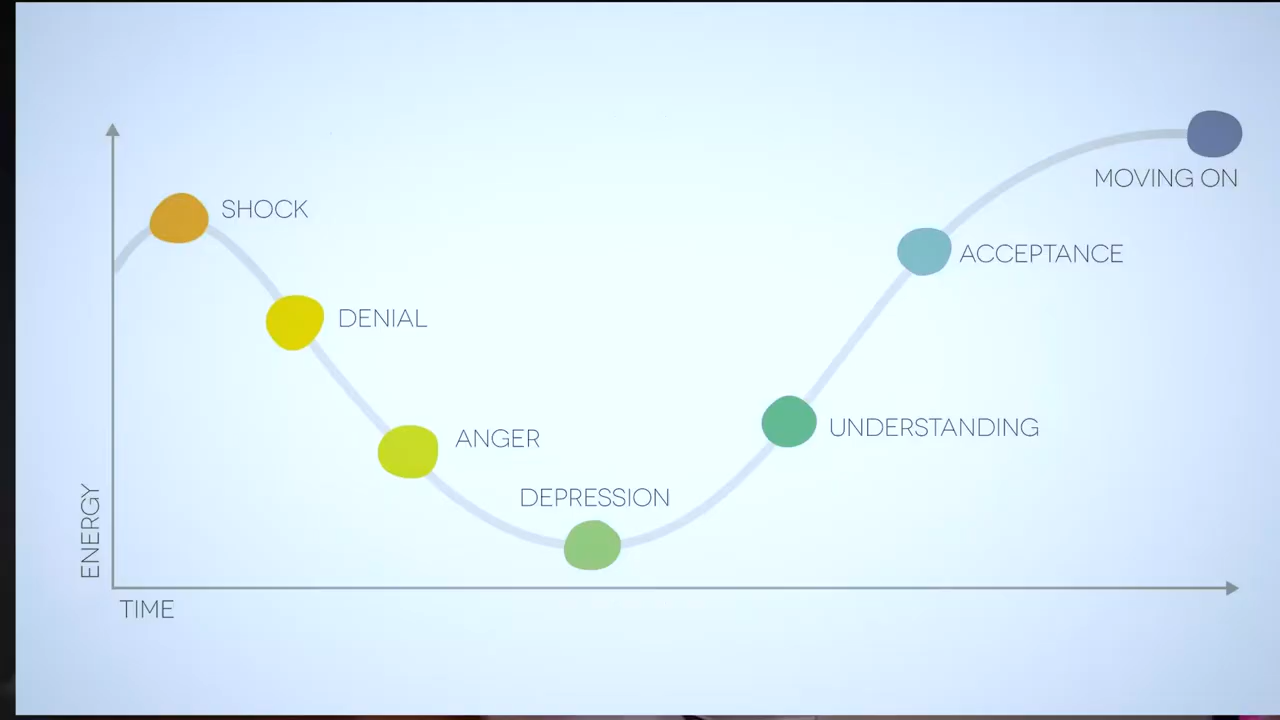 SHOCK
DENIAL
ANGER
DEPRESSION
UNDERSTANDING
ACCEPTANCE
MOVING ON
ENERGY
TIME